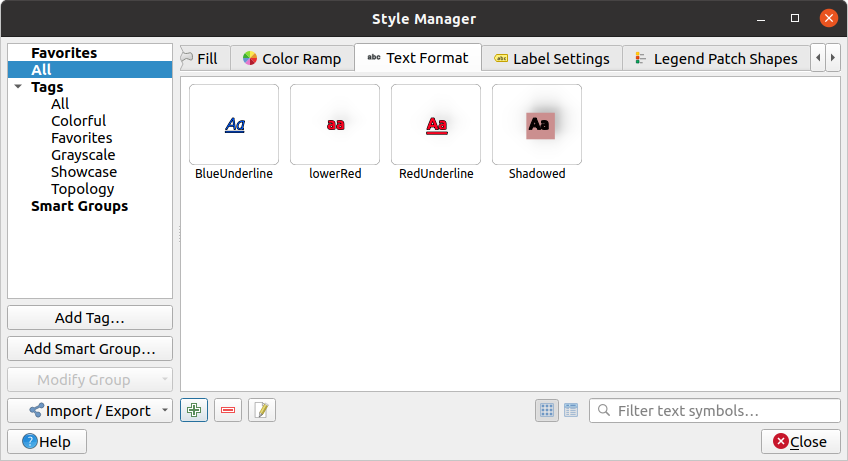 Style Manager
Favorites
All
Tags
All
Colorful
Favorites
Grayscale
Showcase
Topology
Smart Groups
Add Tag...
Add Smart Group...
Modify Group
Import / Export
Help
Fill
Color Ramp
abc Text Format
abc Label Settings
Legend Patch Shapes
Aa
aa
Aa
Aa
BlueUnderline
lowerRed
RedUnderline
Shadowed
Filter text symbols...
Close